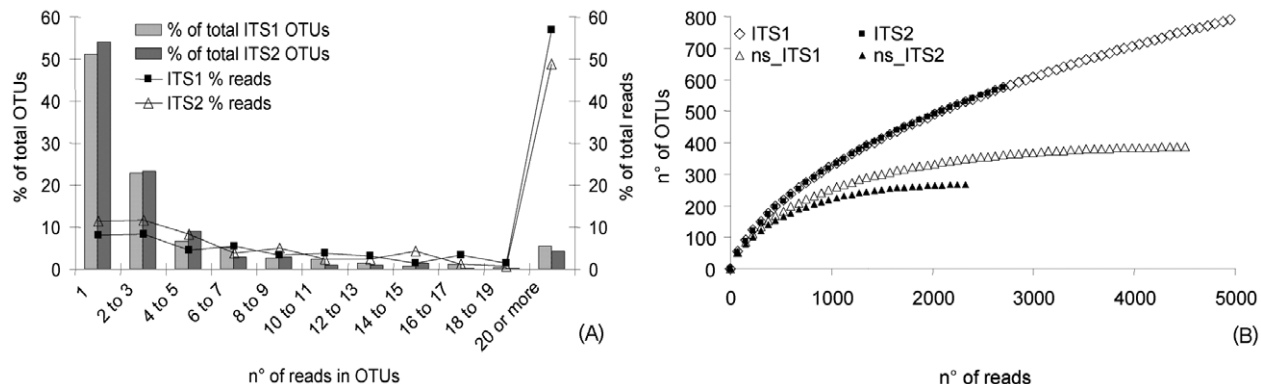 % of total OTUs
60
50
40
30
20
10
0
% of total ITS1 OTUs
% of total ITS2 OTUs
ITS1 % reads
ITS2 % reads
60
50
40
30
20
10
0
% of total reads
1
2 to 3
4 to 5
6 to 7
8 to 9
10 to 11
12 to 13
14 to 15
16 to 17
18 to 19
20 or more
n° of reads in OTUs
(A)
n° of OTUs
800
700
600
500
400
300
200
100
0
ITS1
ITS2
ns_ITS1
ns_ITS2
0
1000
2000
3000
4000
5000
n° of reads
(B)